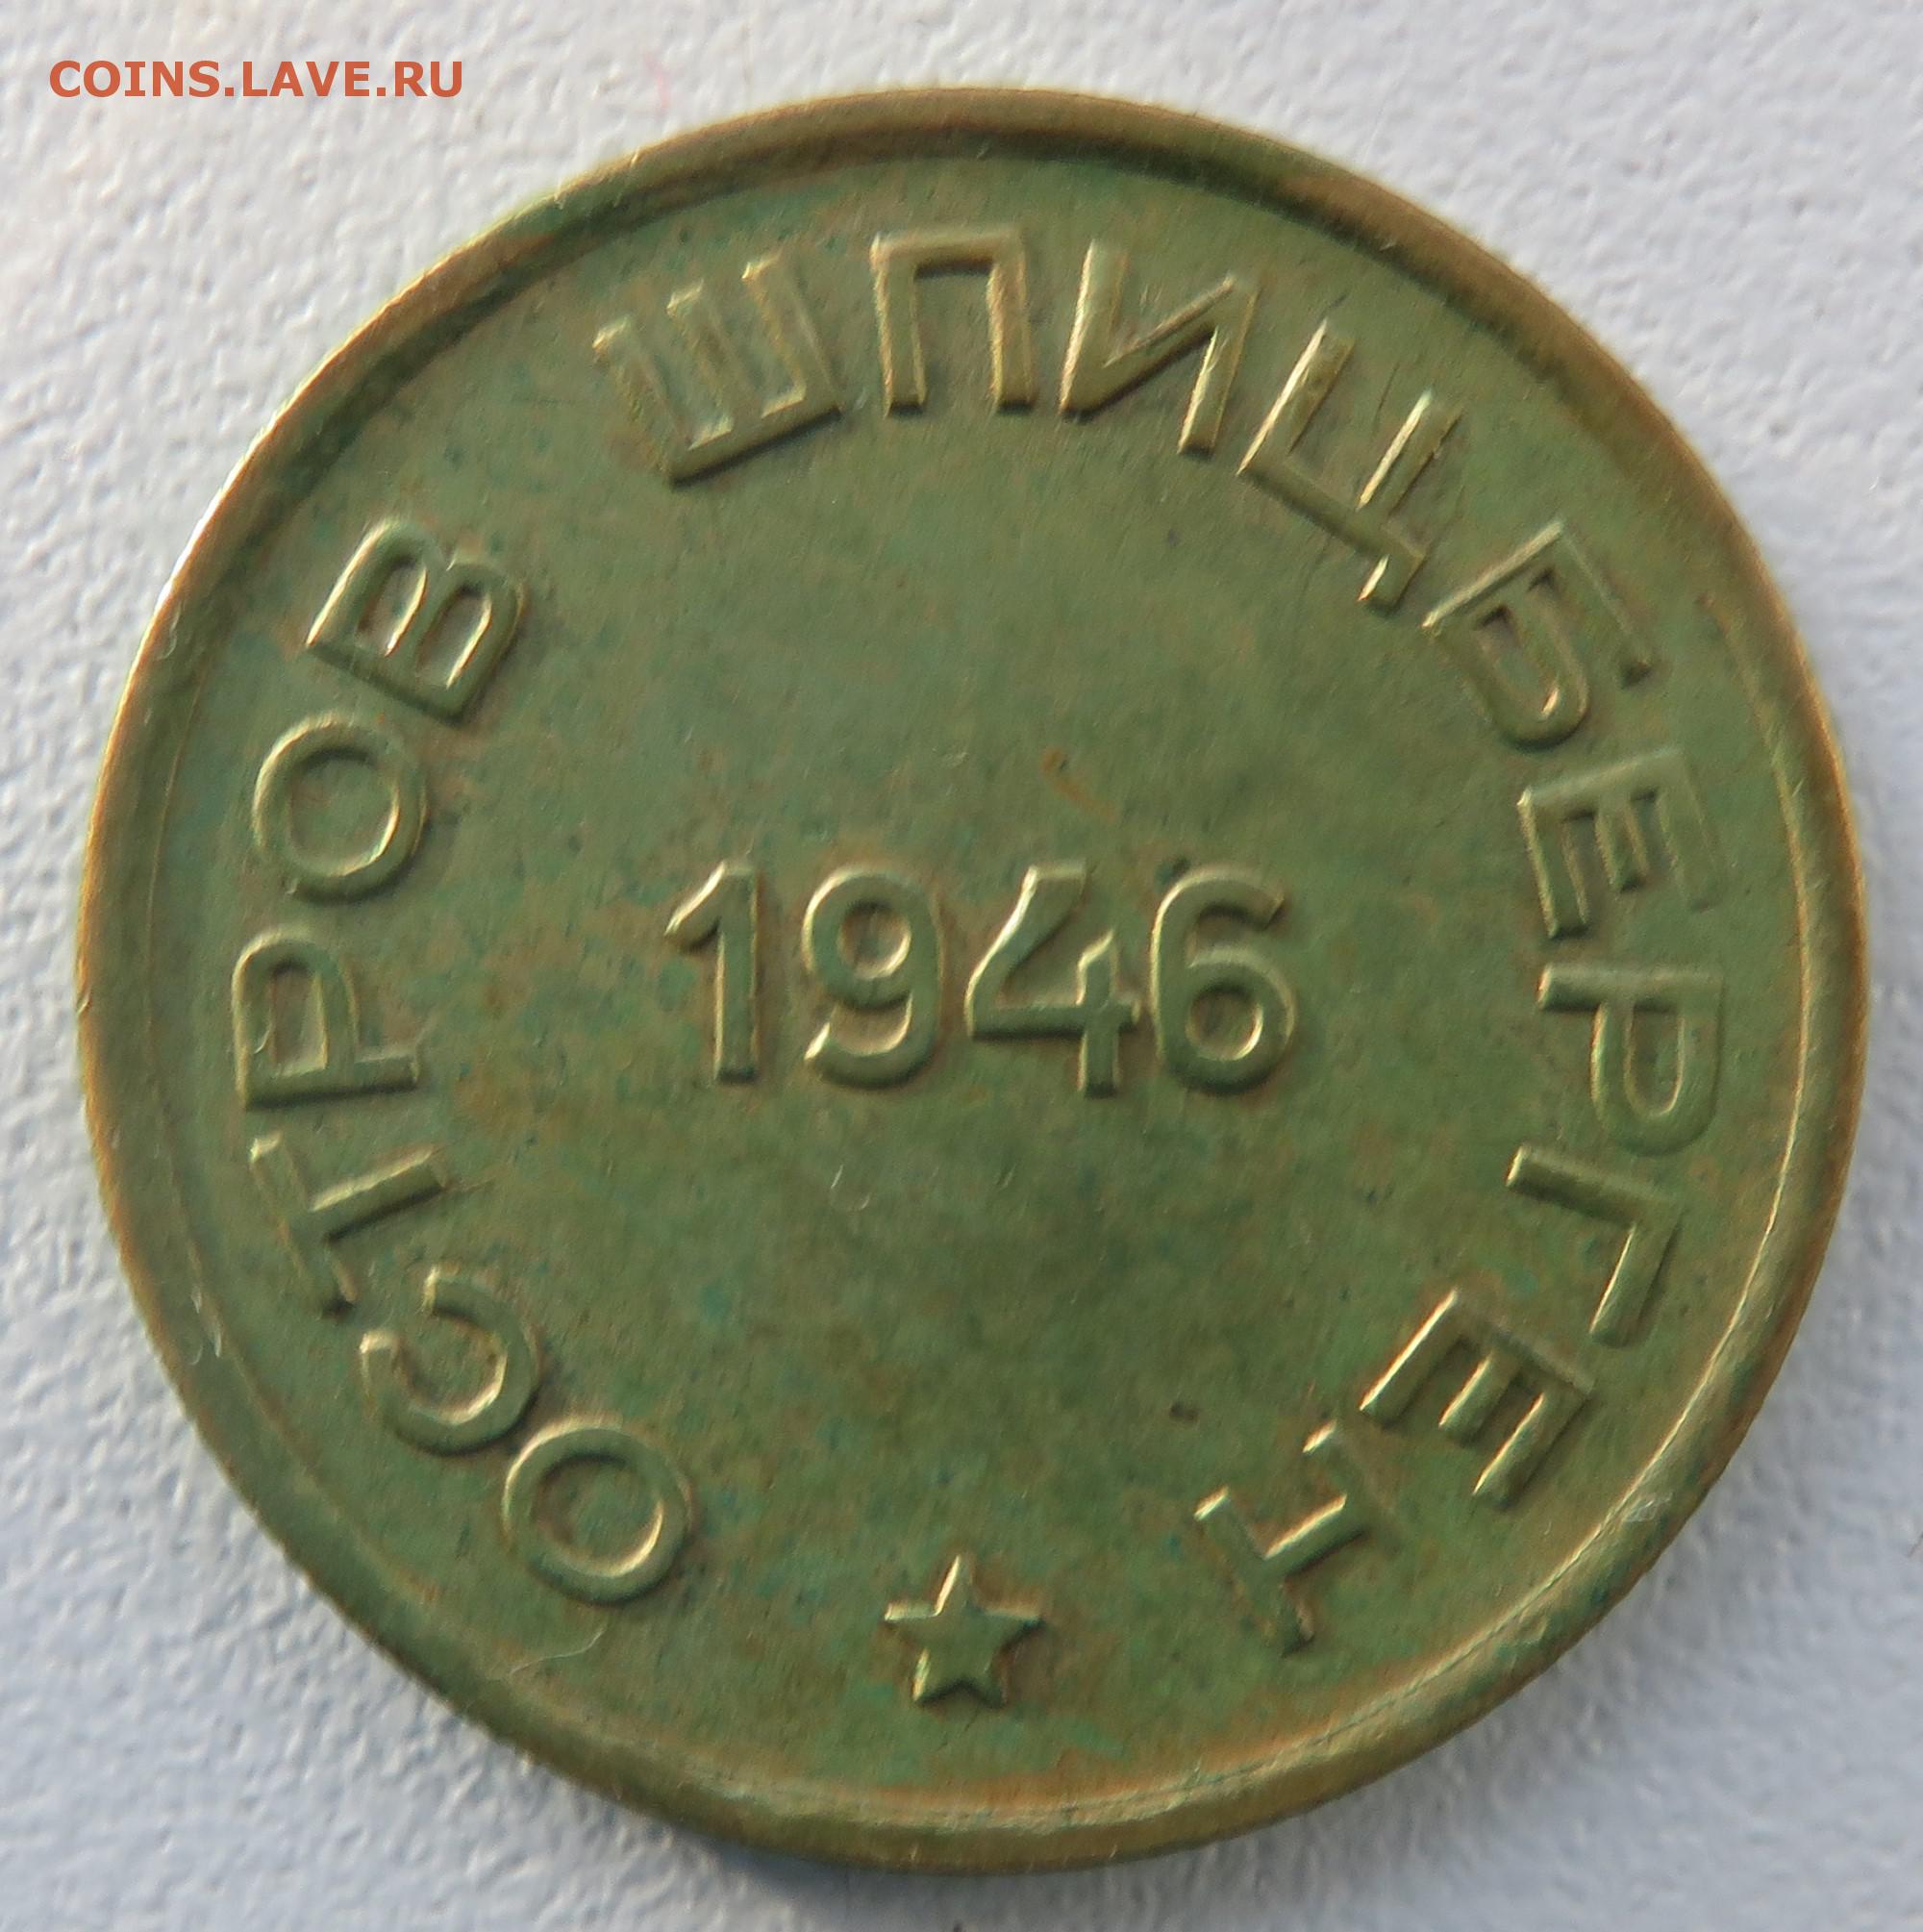 COINS.LAVE.RU
ОСТРОВ ШПИЦБЕРГЕН
1946